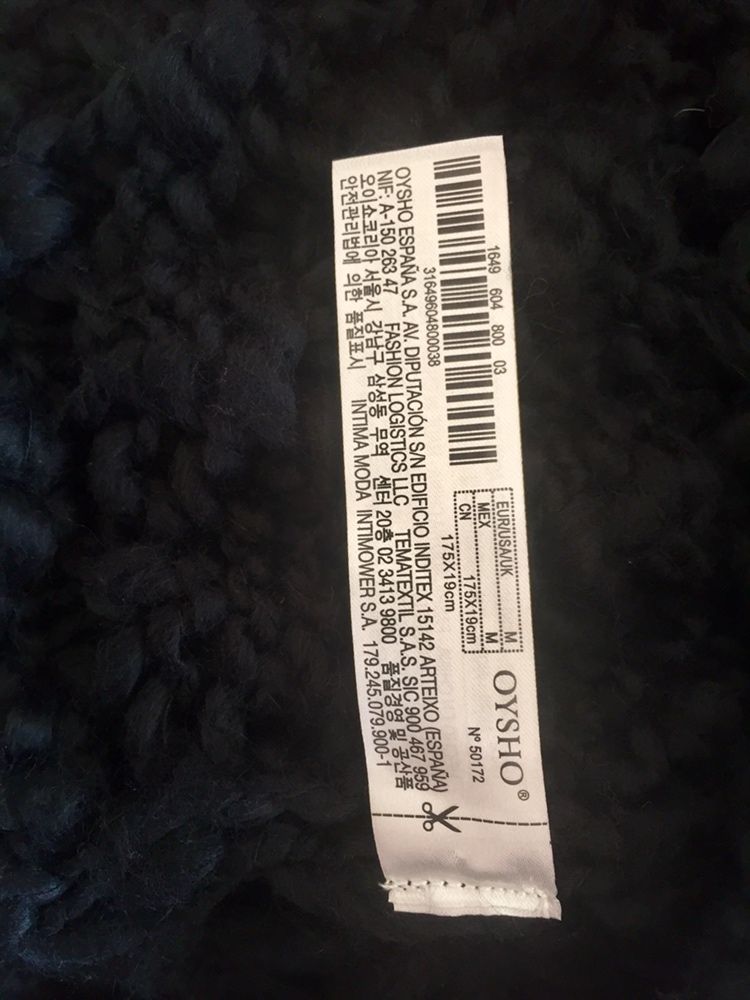 OYSHO®
Nº 50172
EUR/USA/UK M
MEX M
CN 175X19cm
175X19cm
1649 604 800 03
31649604800038
OYSHO ESPAÑA S.A. AV. DIPUTACIÓN S/N EDIFICIO INDITEX 15142 ARTEIXO (ESPAÑA)
NIF: A-150 263 47 FASHION LOGISTICS LLC TEMATEXTIL S.A.S. SIC 900 467 959
오이쇼코리아 서울시 강남구 삼성동 무역 센터 20층 02 3413 9800 품질경영 및 공산품
안전관리법에 의한 품질표시 INTIMA MODA INTIMOWER S.A. 179.245.079.900-1